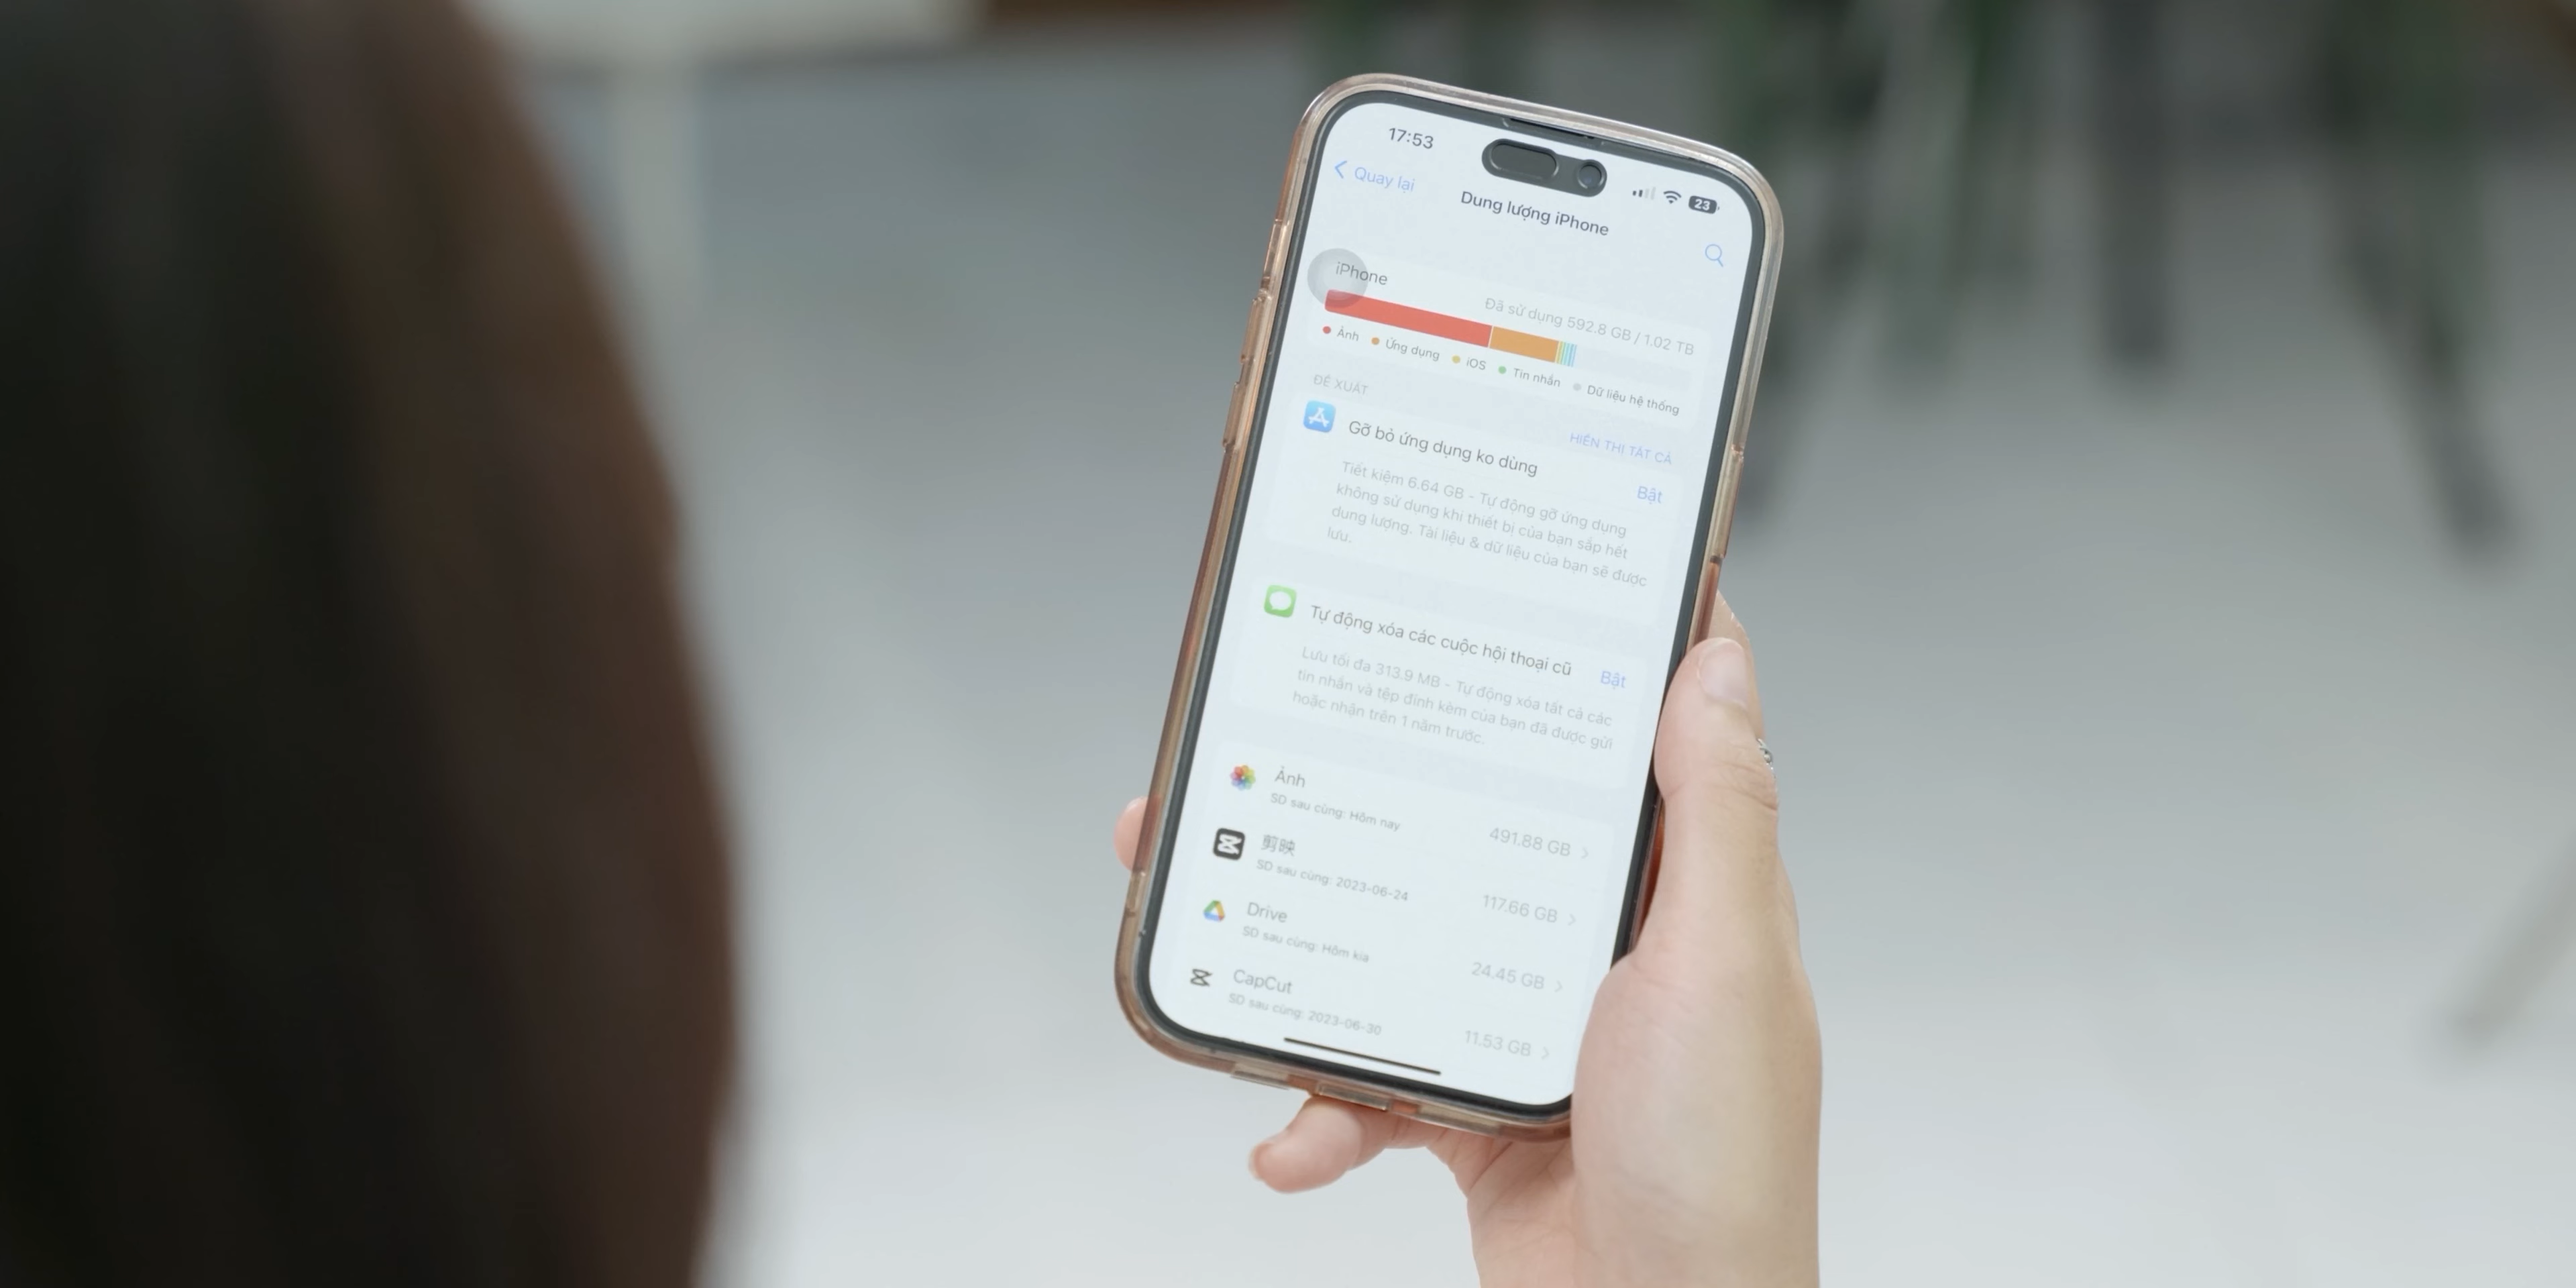 17:53
23
Quay lại
Dung lượng iPhone
iPhone
Đã sử dụng 592.8 GB / 1.02 TB
Ảnh Ứng dụng iOS Tin nhắn Dữ liệu hệ thống
ĐỀ XUẤT
HIỂN THỊ TẤT CẢ
Gỡ bỏ ứng dụng ko dùng
Bật
Tiết kiệm 6.64 GB - Tự động gỡ ứng dụng
không sử dụng khi thiết bị của bạn sắp hết
dung lượng. Tài liệu & dữ liệu của bạn sẽ được
lưu.
Tự động xóa các cuộc hội thoại cũ
Bật
Lưu tối đa 313.9 MB - Tự động xóa tất cả các
tin nhắn và tệp đính kèm của bạn đã được gửi
hoặc nhận trên 1 năm trước.
Ảnh
SD sau cùng: Hôm nay
491.88 GB
剪映
SD sau cùng: 2023-06-24
117.66 GB
Drive
SD sau cùng: Hôm kia
24.45 GB
CapCut
SD sau cùng: 2023-06-30
11.53 GB